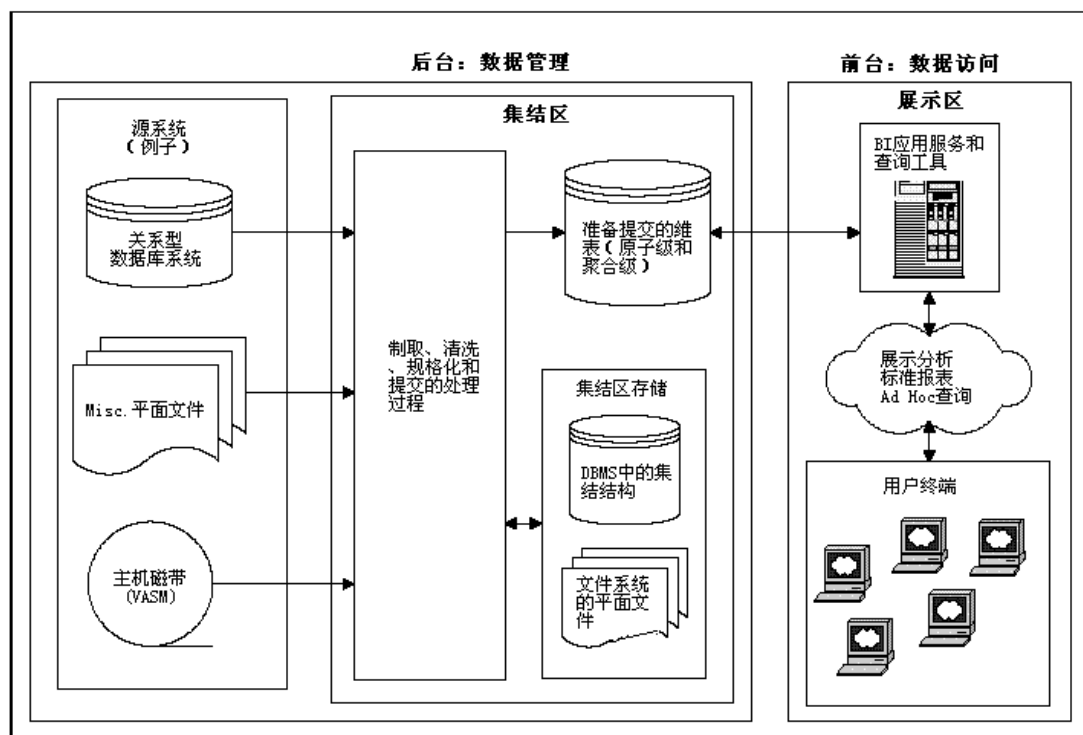 后台：数据管理
前台：数据访问
源系统
（例子）
关系型
数据库系统
Misc.平面文件
主机磁带
(VASM)
集结区
制取、清洗
、规格化和
提交的处理
过程
准备提交的维
表（原子级和
聚合级）
集结区存储
DBMS中的集
结结构
文件系统
的平面文
件
展示区
BI应用服务和
查询工具
展示分析
标准报表
Ad Hoc查询
用户终端